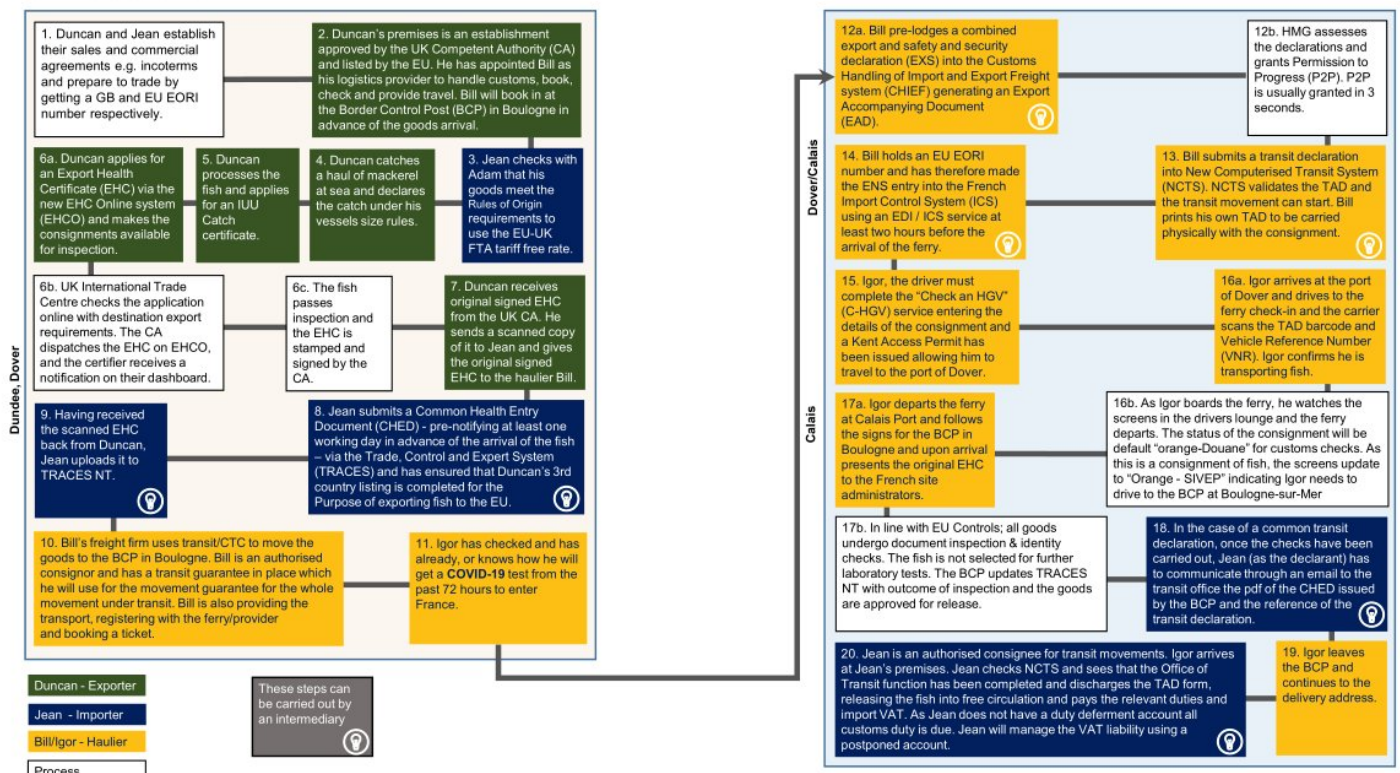 1. Duncan and Jean establish
their sales and commercial
agreements e.g. incoterms
and prepare to trade by
getting a GB and EU EORI
number respectively.
2. Duncan's premises is an establishment
approved by the UK Competent Authority (CA)
and listed by the EU. He has appointed Bill as
his logistics provider to handle customs, book,
check and provide travel. Bill will book in at
the Border Control Post (BCP) in Boulogne in
advance of the goods arrival.
6a. Duncan applies for
an Export Health
Certificate (EHC) via the
new EHC Online system
(EHCO) and makes the
consignments available
for inspection.
5. Duncan
processes the
fish and applies
for an IUU
Catch
certificate.
4. Duncan catches
a haul of mackerel
at sea and declares
the catch under his
vessels size rules.
3. Jean checks with
Adam that his
goods meet the
Rules of Origin
requirements to
use the EU-UK
FTA tariff free rate.
6b. UK International Trade
Centre checks the application
online with destination export
requirements. The CA
dispatches the EHC on EHCO,
and the certifier receives a
notification on their dashboard.
6c. The fish
passes
inspection and
the EHC is
stamped and
signed by the
CA.
7. Duncan receives
original signed EHC
from the UK CA. He
sends a scanned copy
of it to Jean and gives
the original signed
EHC to the haulier Bill.
9. Having received
the scanned EHC
back from Duncan,
Jean uploads it to
TRACES NT.
8. Jean submits a Common Health Entry
Document (CHED) - pre-notifying at least one
working day in advance of the arrival of the fish
– via the Trade, Control and Expert System
(TRACES) and has ensured that Duncan's 3rd
country listing is completed for the
Purpose of exporting fish to the EU.
10. Bill's freight firm uses transit/CTC to move
the goods to the BCP in Boulogne. Bill is an authorised
consignor and has a transit guarantee in place which
he will use for the movement guarantee for the whole
movement under transit. Bill is also providing the
transport, registering with the ferry/provider
and booking a ticket.
11. Igor has checked and has
already, or knows how he will
get a COVID-19 test from the
past 72 hours to enter
France.
Dundee, Dover
Duncan - Exporter
Jean - Importer
Bill/Igor - Haulier
Process
These steps can
be carried out by
an intermediary
Dover/Calais
12a. Bill pre-lodges a combined
export and safety and security
declaration (EXS) into the Customs
Handling of Import and Export Freight
system (CHIEF) generating an Export
Accompanying Document
(EAD).
12b. HMG assesses
the declarations and
grants Permission to
Progress (P2P). P2P
is usually granted in 3
seconds.
14. Bill holds an EU EORI
number and has therefore made
the ENS entry into the French
Import Control System (ICS)
using an EDI / ICS service at
least two hours before the
arrival of the ferry.
13. Bill submits a transit declaration
into New Computerised Transit System
(NCTS). NCTS validates the TAD and
the transit movement can start. Bill
prints his own TAD to be carried
physically with the consignment.
15. Igor, the driver must
complete the "Check an HGV"
(C-HGV) service entering the
details of the consignment and
a Kent Access Permit has
been issued allowing him to
travel to the port of Dover.
16a. Igor arrives at the port
of Dover and drives to the
ferry check-in and the carrier
scans the TAD barcode and
Vehicle Reference Number
(VNR). Igor confirms he is
transporting fish.
Calais
17a. Igor departs the ferry
at Calais Port and follows
the signs for the BCP in
Boulogne and upon arrival
presents the original EHC
to the French site
administrators.
16b. As Igor boards the ferry, he watches the
screens in the drivers lounge and the ferry
departs. The status of the consignment will be
default "orange-Douane" for customs checks. As
this is a consignment of fish, the screens update
to "Orange - SIVEP" indicating Igor needs to
drive to the BCP at Boulogne-sur-Mer
17b. In line with EU Controls; all goods
undergo document inspection & identity
checks. The fish is not selected for further
laboratory tests. The BCP updates TRACES
NT with outcome of inspection and the goods
are approved for release.
18. In the case of a common transit
declaration, once the checks have been
carried out, Jean (as the declarant) has
to communicate through an email to the
transit office the pdf of the CHED issued
by the BCP and the reference of the
transit declaration.
20. Jean is an authorised consignee for transit movements. Igor arrives
at Jean's premises. Jean checks NCTS and sees that the Office of
Transit function has been completed and discharges the TAD form,
releasing the fish into free circulation and pays the relevant duties and
import VAT. As Jean does not have a duty deferment account all
customs duty is due. Jean will manage the VAT liability using a
postponed account.
19. Igor leaves
the BCP and
continues to the
delivery address.